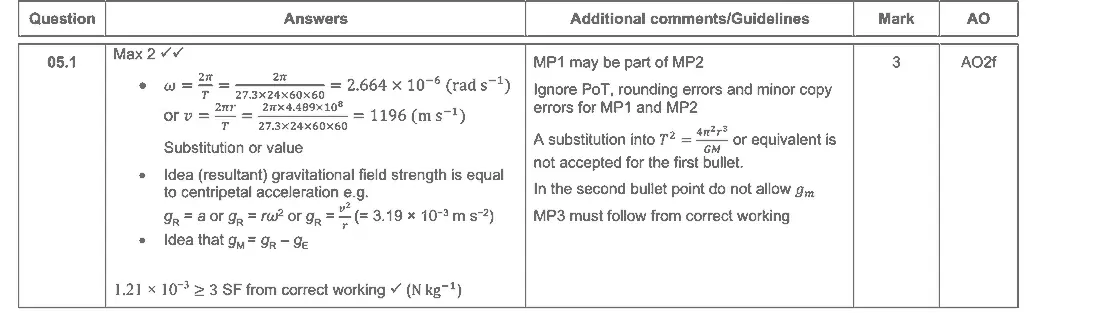 Question Answers Additional comments/Guidelines Mark AO
05.1
Max 2 ✓✓
• ω = 2π/T = 2π/(27.3×24×60×60) = 2.664 × 10⁻⁶ (rad s⁻¹)
or v = 2πr/T = 2π×4.489×10⁸/(27.3×24×60×60) = 1196 (m s⁻¹)
Substitution or value
• Idea (resultant) gravitational field strength is equal
to centripetal acceleration e.g.
g_R = a or g_R = rω² or g_R = v²/r (= 3.19 × 10⁻³ m s⁻²)
• Idea that g_M = g_R − g_E
1.21 × 10⁻³ ≥ 3 SF from correct working ✓ (N kg⁻¹)
MP1 may be part of MP2
Ignore PoT, rounding errors and minor copy
errors for MP1 and MP2
A substitution into T² = 4π²r³/GM or equivalent is
not accepted for the first bullet.
In the second bullet point do not allow g_m
MP3 must follow from correct working
3
AO2f